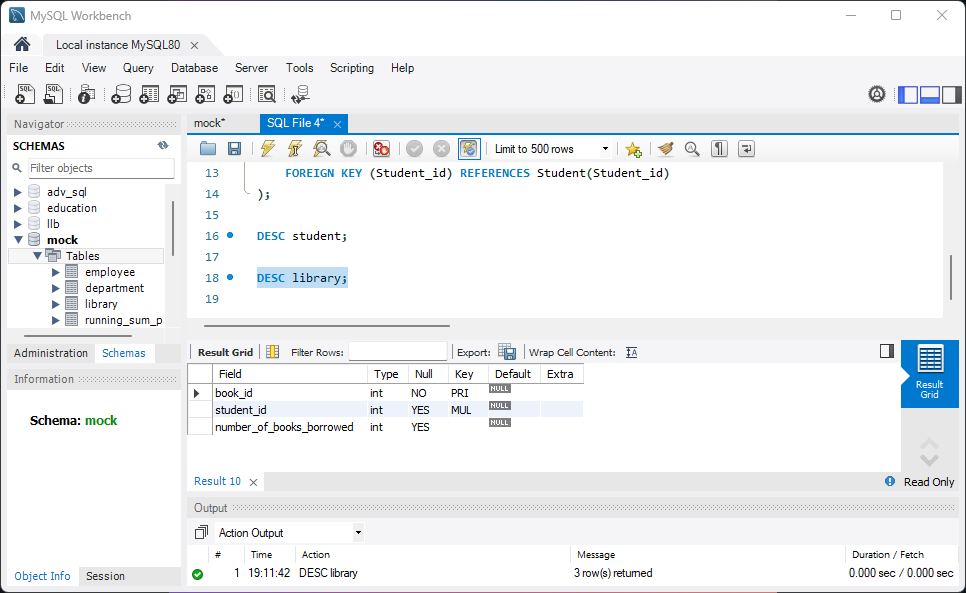 MySQL Workbench
Local instance MySQL80
File Edit View Query Database Server Tools Scripting Help
Navigator
SCHEMAS
Filter objects
adv_sql
education
llb
mock
Tables
employee
department
library
running_sum_p
Administration Schemas
Information
Schema: mock
Object Info Session
mock* SQL File 4*
Limit to 500 rows
13 FOREIGN KEY (Student_id) REFERENCES Student(Student_id)
14 );
15
16 DESC student;
17
18 DESC library;
19
Result Grid Filter Rows: Export: Wrap Cell Content:
Field Type Null Key Default Extra
book_id int NO PRI NULL
student_id int YES MUL NULL
number_of_books_borrowed int YES NULL
Result Grid
Result 10 Read Only
Output
Action Output
# Time Action Message Duration / Fetch
1 19:11:42 DESC library 3 row(s) returned 0.000 sec / 0.000 sec